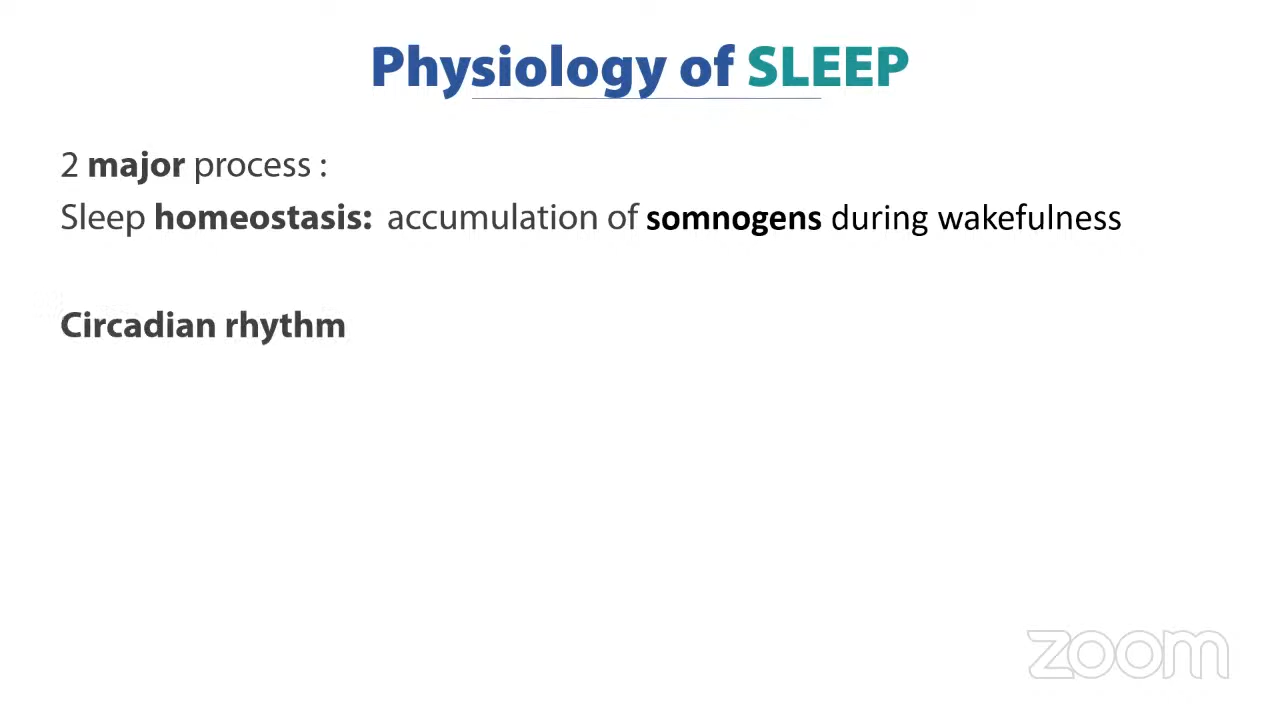 Physiology of SLEEP
2 major process :
Sleep homeostasis: accumulation of somnogens during wakefulness
Circadian rhythm
zoom